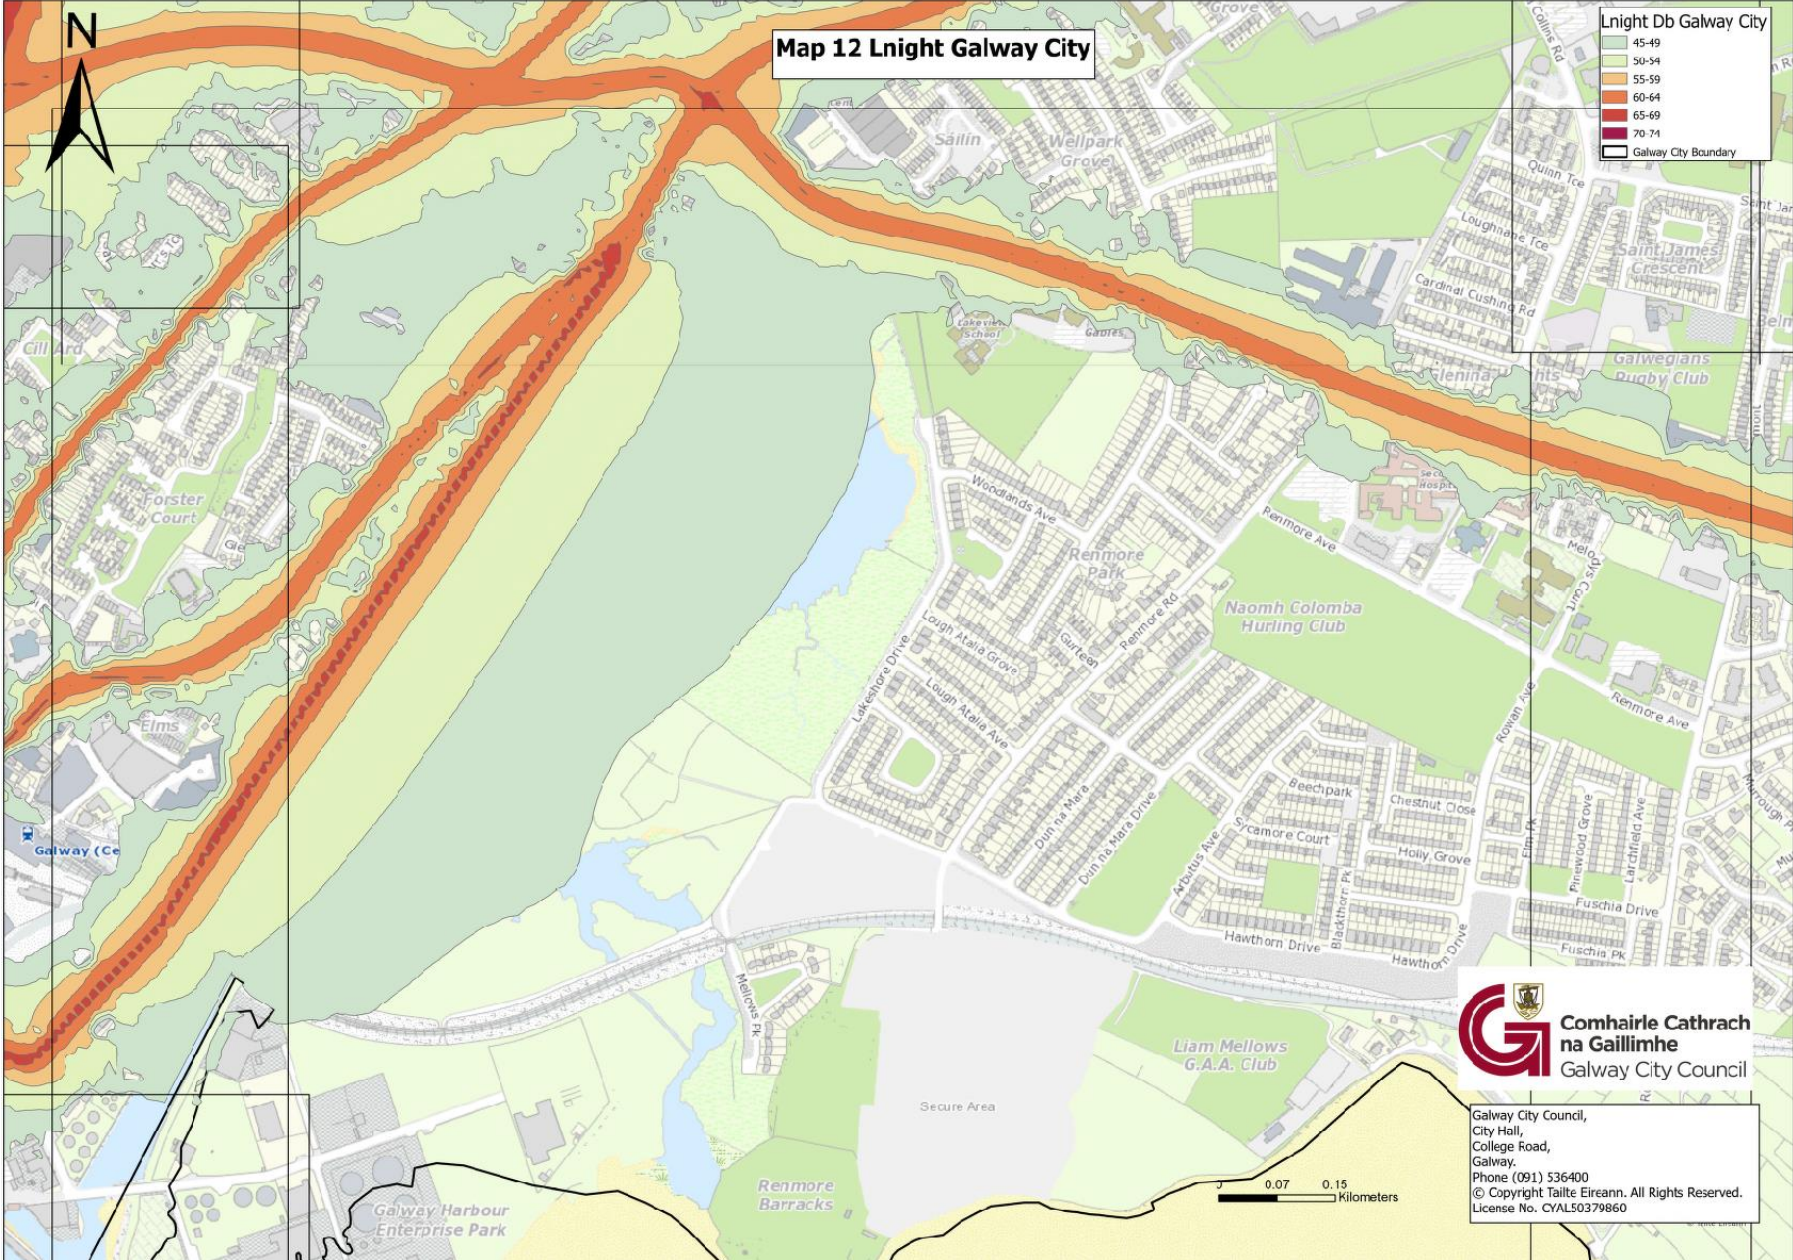 N
Map 12 Lnight Galway City
Lnight Db Galway City
45-49
50-54
55-59
60-64
65-69
70-74
Galway City Boundary
Grove
Collins Rd
Cent
Sáilín
Wellpark
Grove
Quinn Tce
Loughnane Tce
Saint James
Crescent
Cardinal Cushing Rd
Galwegians
Rugby Club
Lakeview
School
Gables
Cill Ard
Forster
Court
Woodlands Ave
Renmore
Park
Renmore Ave
Melodys Court
Naomh Colomba
Hurling Club
Lough Atalia Grove
Gurteen
Renmore Rd
Lakeshore Drive
Lough Atalia Ave
Rowan Ave
Renmore Ave
Elms
Galway (Ce
Dun na Mara
Dun na Mara Drive
Beechpark
Chestnut Close
Sycamore Court
Holly Grove
Arbutus Ave
Blackthorn Pk
Elm Pk
Pinewood Grove
Larchfield Ave
Murrough
Fuschia Drive
Fuschia Pk
Hawthorn Drive
Hawthorn Drive
Mellows Pk
Liam Mellows
G.A.A. Club
Secure Area
Renmore
Barracks
Galway Harbour
Enterprise Park
0.07 0.15
Kilometers
Comhairle Cathrach
na Gaillimhe
Galway City Council
Galway City Council,
City Hall,
College Road,
Galway.
Phone (091) 536400
© Copyright Tailte Eireann. All Rights Reserved.
License No. CYAL50379860